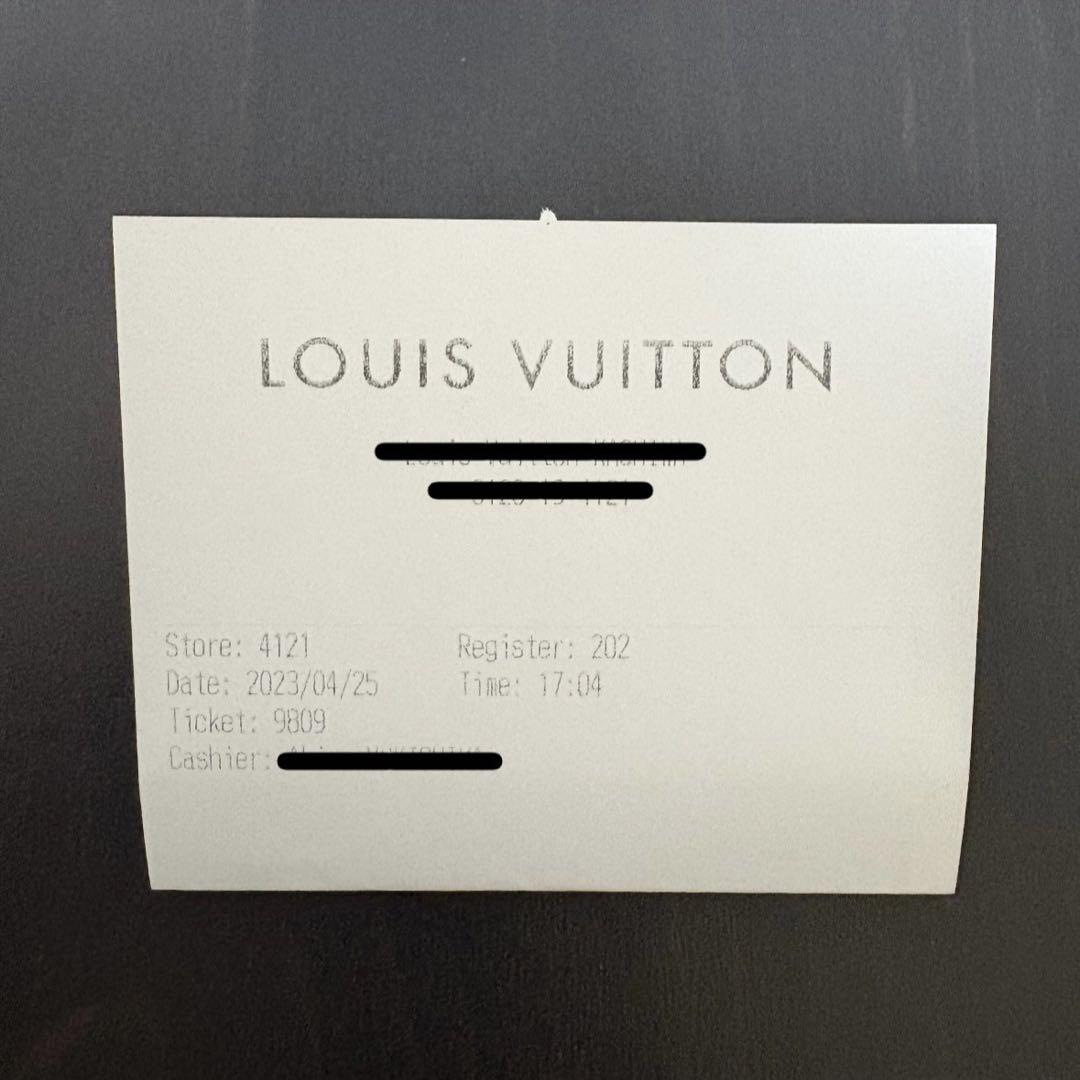 LOUIS VUITTON
Store: 4121 Register: 202
Date: 2023/04/25 Time: 17:04
Ticket: 9809
Cashier: